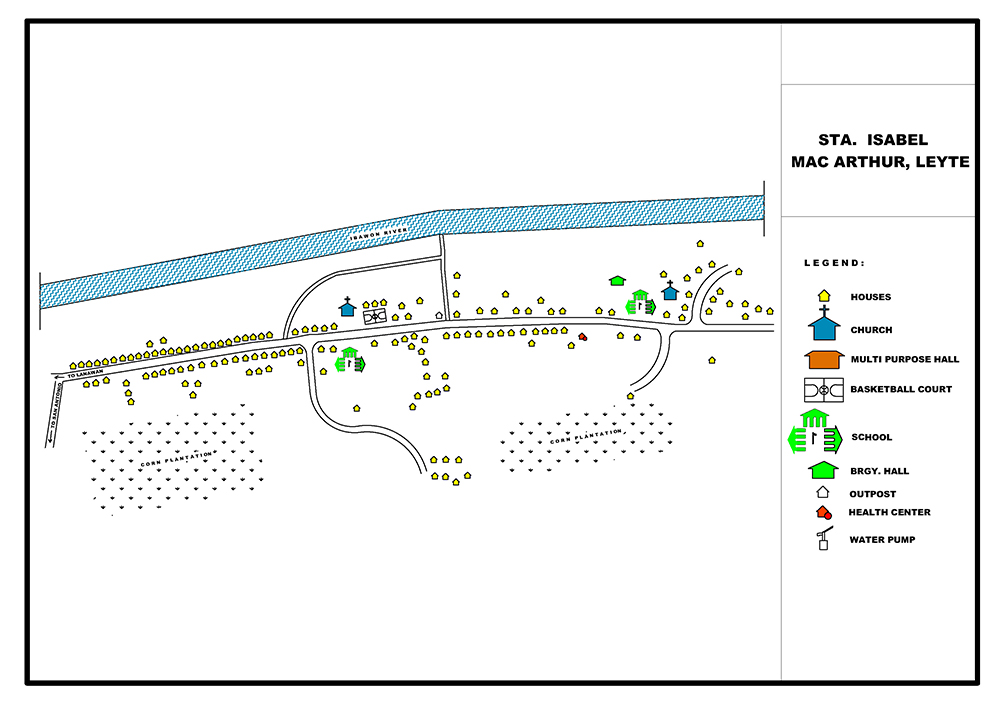 STA. ISABEL
MAC ARTHUR, LEYTE
LEGEND:
HOUSES
CHURCH
MULTI PURPOSE HALL
BASKETBALL COURT
SCHOOL
BRGY. HALL
OUTPOST
HEALTH CENTER
WATER PUMP
IBAWON RIVER
TO LANAWAN
TO SAN ANTONIO
CORN PLANTATION
CORN PLANTATION